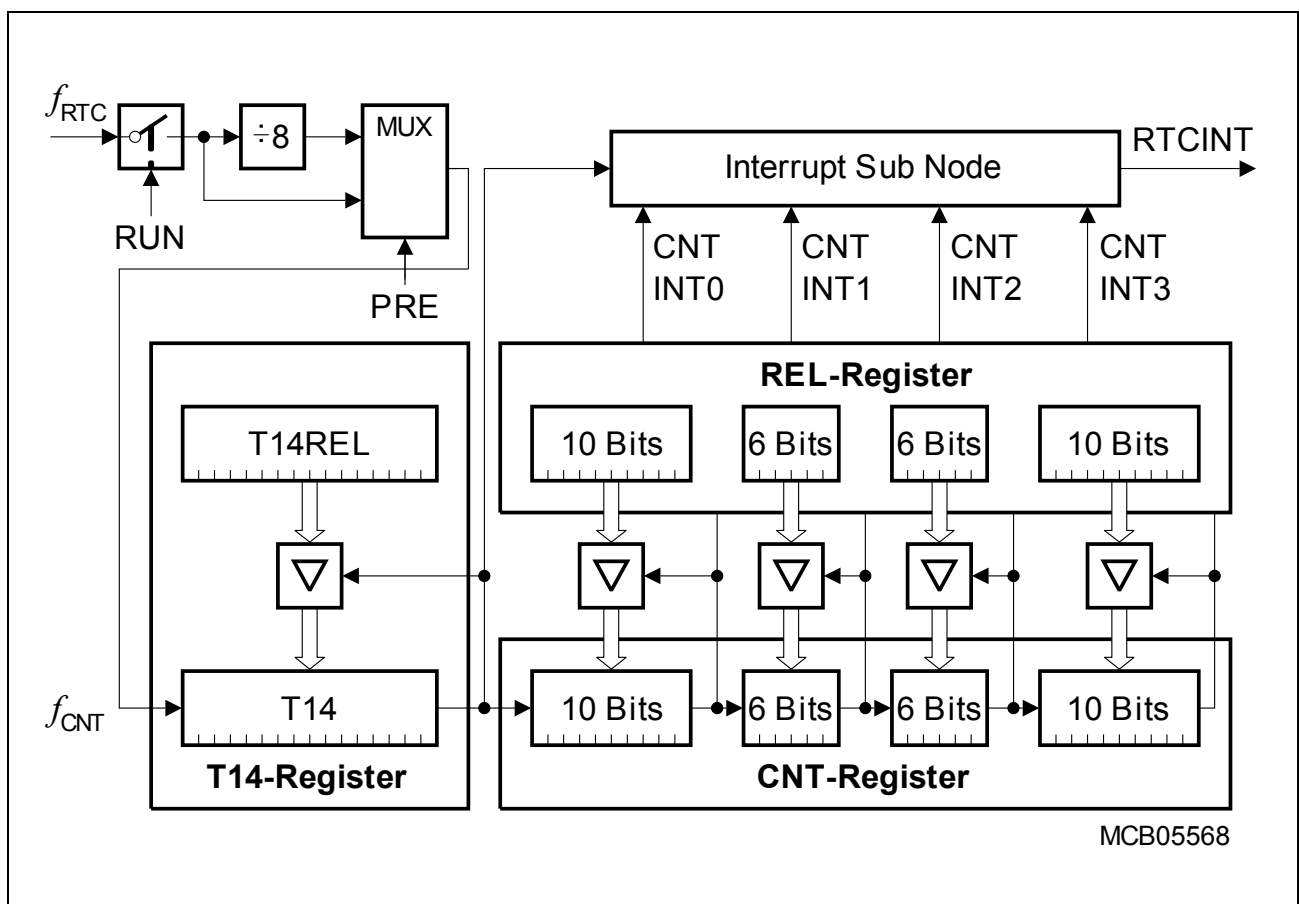 fRTC
÷8
MUX
RUN
PRE
Interrupt Sub Node
RTCINT
CNT
INT0
CNT
INT1
CNT
INT2
CNT
INT3
REL-Register
T14REL
10 Bits
6 Bits
6 Bits
10 Bits
fCNT
T14
10 Bits
6 Bits
6 Bits
10 Bits
T14-Register
CNT-Register
MCB05568